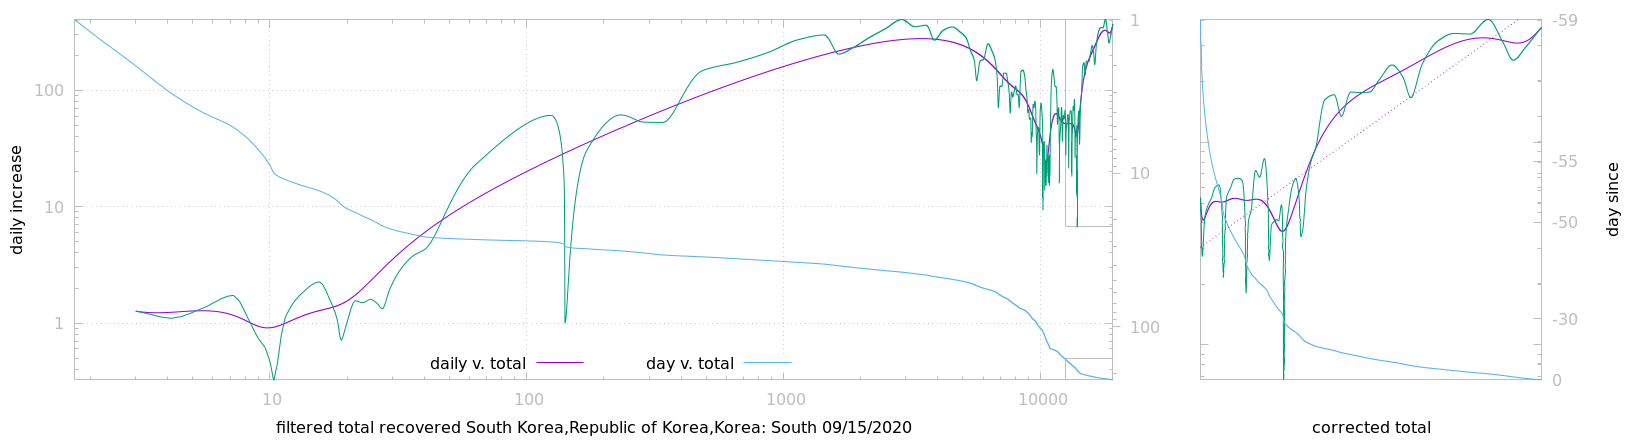 1
-59
100
daily increase
10
-55
10
-50
day since
1
100
-30
daily v. total
day v. total
0
10
100
1000
10000
filtered total recovered South Korea,Republic of Korea,Korea: South 09/15/2020
corrected total